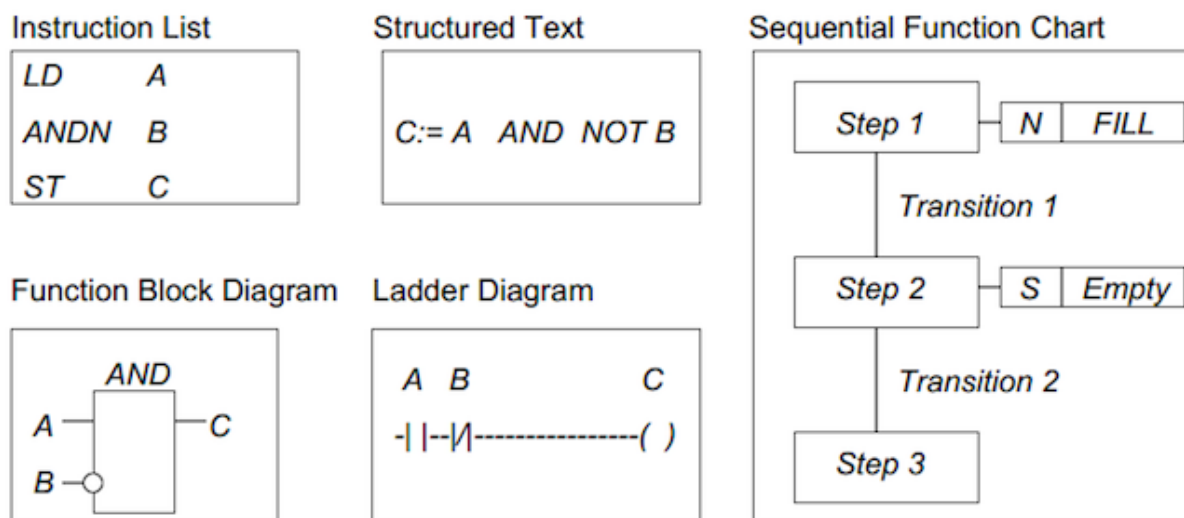 Instruction List
LD A
ANDN B
ST C
Structured Text
C:= A AND NOT B
Function Block Diagram
AND
A
C
B
Ladder Diagram
A B C
-| |--|/|----------------( )
Sequential Function Chart
Step 1
N FILL
Transition 1
Step 2
S Empty
Transition 2
Step 3